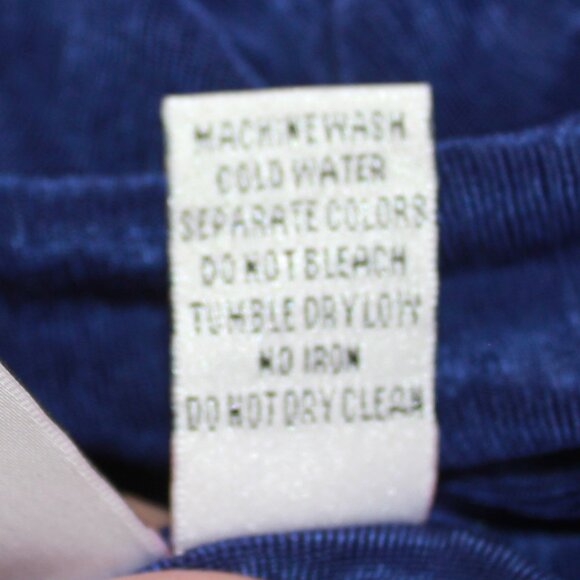 MACHINE WASH
COLD WATER
SEPARATE COLORS
DO NOT BLEACH
TUMBLE DRY LOW
NO IRON
DO NOT DRY CLEAN